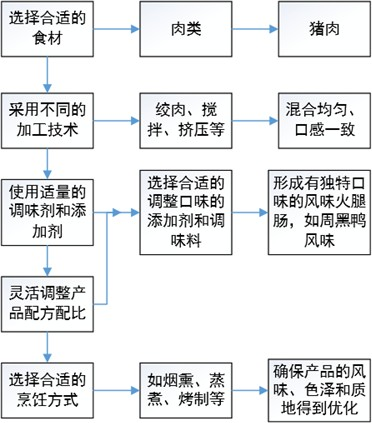 选择合适的
食材
肉类
猪肉
采用不同的
加工技术
绞肉、搅
拌、挤压等
混合均匀、
口感一致
使用适量的
调味剂和添
加剂
选择合适的
调整口味的
添加剂和调
味料
形成有独特口
味的风味火腿
肠，如周黑鸭
风味
灵活调整产
品配方配比
选择合适的
烹饪方式
如烟熏、蒸
煮、烤制等
确保产品的风
味、色泽和质
地得到优化